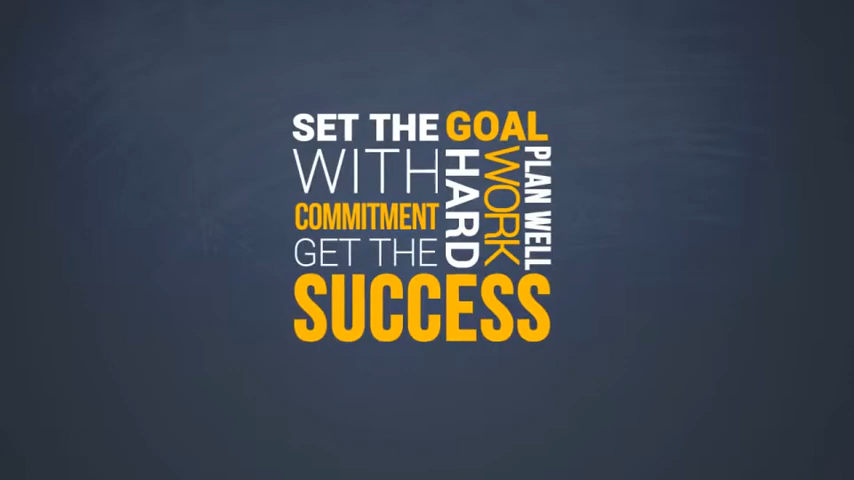 SET THE GOAL
WITH
COMMITMENT
GET THE
HARD
WORK
PLAN WELL
SUCCESS